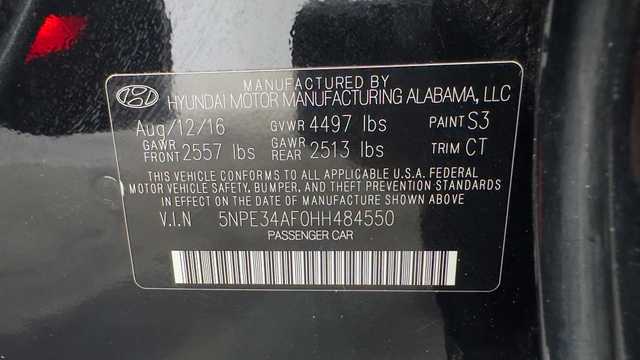 MANUFACTURED BY
HYUNDAI MOTOR MANUFACTURING ALABAMA, LLC
Aug/12/16 GVWR 4497 lbs PAINT S3
GAWR FRONT 2557 lbs GAWR REAR 2513 lbs TRIM CT
THIS VEHICLE CONFORMS TO ALL APPLICABLE U.S.A. FEDERAL
MOTOR VEHICLE SAFETY, BUMPER, AND THEFT PREVENTION STANDARDS
IN EFFECT ON THE DATE OF MANUFACTURE SHOWN ABOVE
V.I.N 5NPE34AF0HH484550
PASSENGER CAR